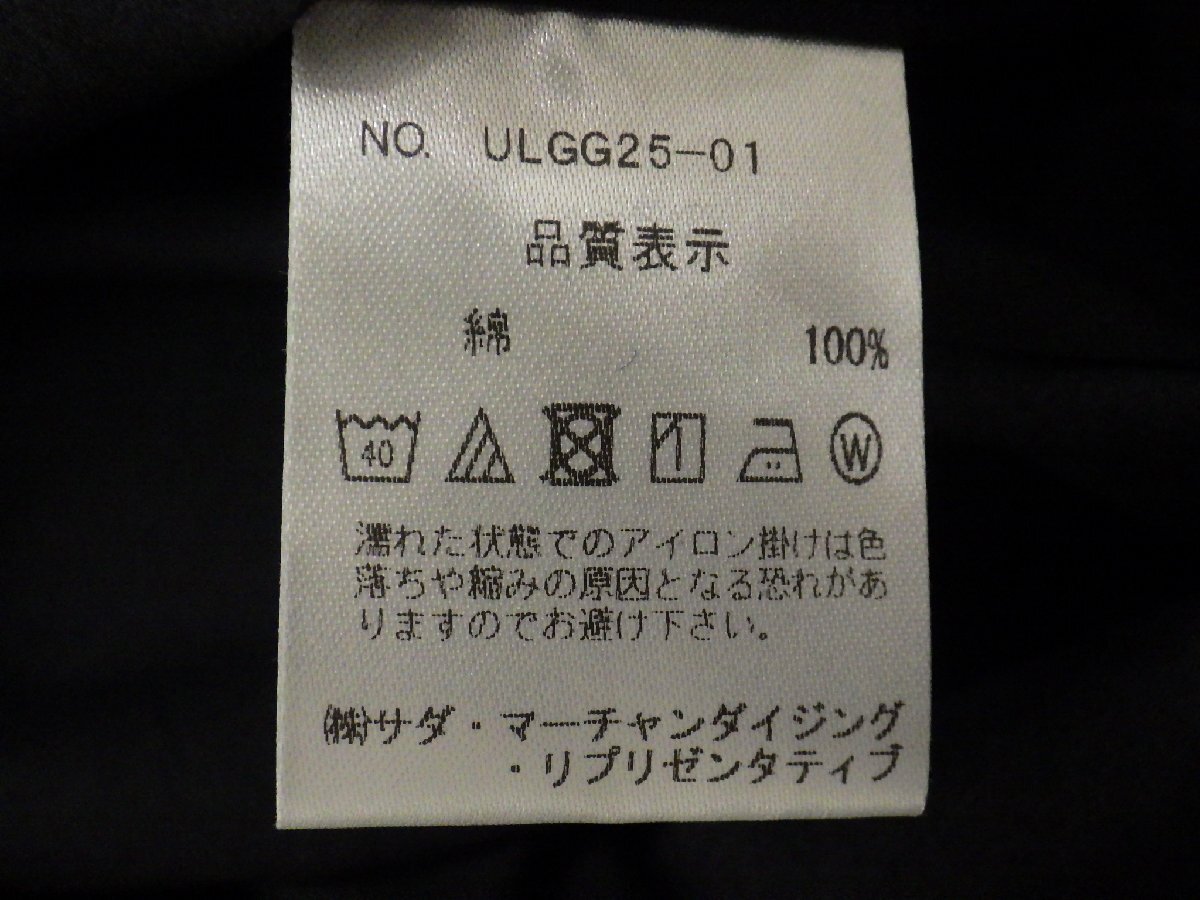 NO. ULGG25-01
品質表示
綿 100%
40 W
濡れた状態でのアイロン掛けは色
落ちや縮みの原因となる恐れがあ
りますのでお避け下さい。
㈱サダ・マーチャンダイジング
・リプリゼンタティブ